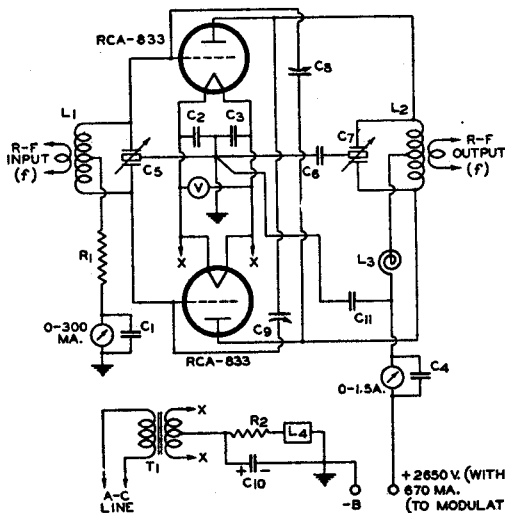 RCA-833
C8
L1
C2
C3
L2
R-F
INPUT
(f)
C5
C6
C7
R-F
OUTPUT
(f)
V
R1
X
X
L3
0-300
MA.
C1
C9
C11
RCA-833
0-1.5A.
C4
T1
X
X
R2
L4
C10
+ -
A-C
LINE
-B
+2650 V. (WITH
670 MA.
(TO MODULAT